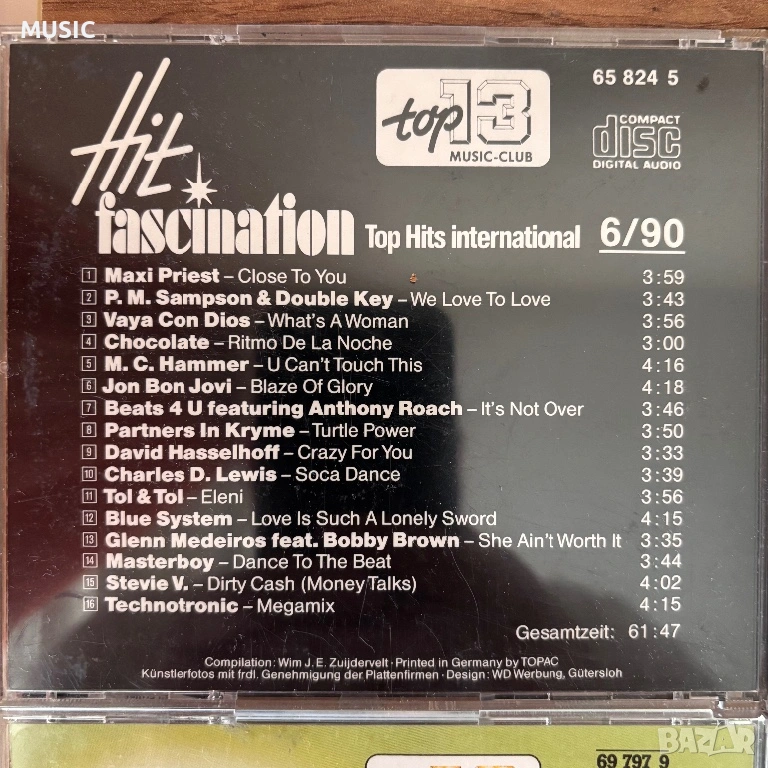 MUSIC
Hit
fascination Top Hits international 6/90
top 13
MUSIC-CLUB
65 824 5
COMPACT
disc
DIGITAL AUDIO
1 Maxi Priest – Close To You 3:59
2 P. M. Sampson & Double Key – We Love To Love 3:43
3 Vaya Con Dios – What's A Woman 3:56
4 Chocolate – Ritmo De La Noche 3:00
5 M. C. Hammer – U Can't Touch This 4:16
6 Jon Bon Jovi – Blaze Of Glory 4:18
7 Beats 4 U featuring Anthony Roach – It's Not Over 3:46
8 Partners In Kryme – Turtle Power 3:50
9 David Hasselhoff – Crazy For You 3:33
10 Charles D. Lewis – Soca Dance 3:39
11 Tol & Tol – Eleni 3:56
12 Blue System – Love Is Such A Lonely Sword 4:15
13 Glenn Medeiros feat. Bobby Brown – She Ain't Worth It 3:35
14 Masterboy – Dance To The Beat 3:44
15 Stevie V. – Dirty Cash (Money Talks) 4:02
16 Technotronic – Megamix 4:15
Gesamtzeit: 61:47
Compilation: Wim J. E. Zuijdervelt · Printed in Germany by TOPAC
Künstlerfotos mit frdl. Genehmigung der Plattenfirmen · Design: WD Werbung, Gütersloh
69 797 9
BAZAR